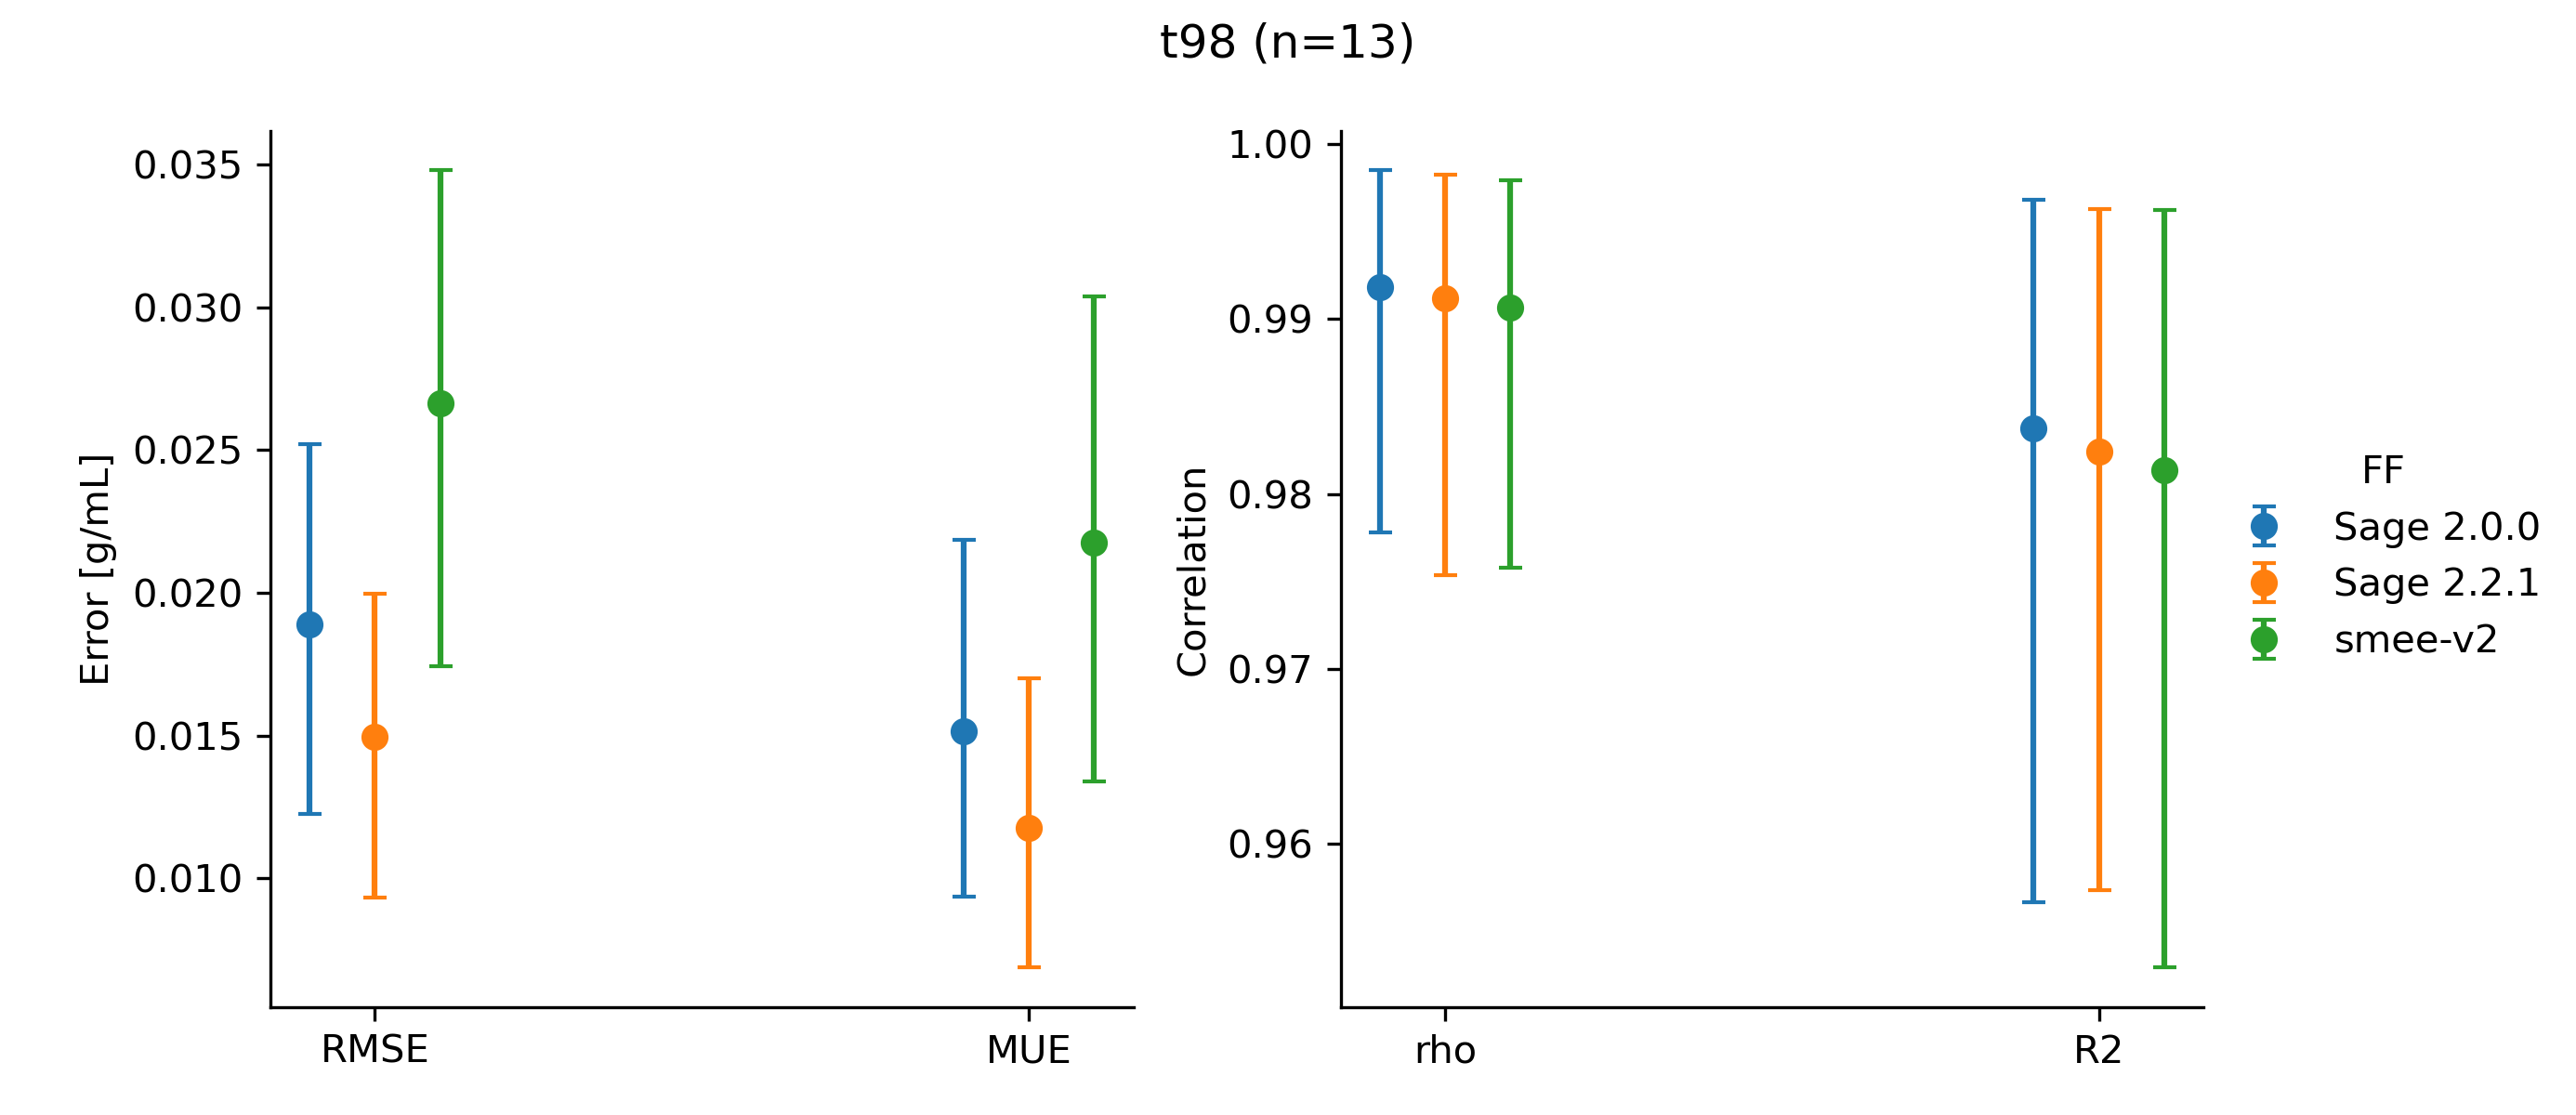 t98 (n=13)
Error [g/mL]
0.035
0.030
0.025
0.020
0.015
0.010
RMSE
MUE
Correlation
1.00
0.99
0.98
0.97
0.96
rho
R2
FF
Sage 2.0.0
Sage 2.2.1
smee-v2